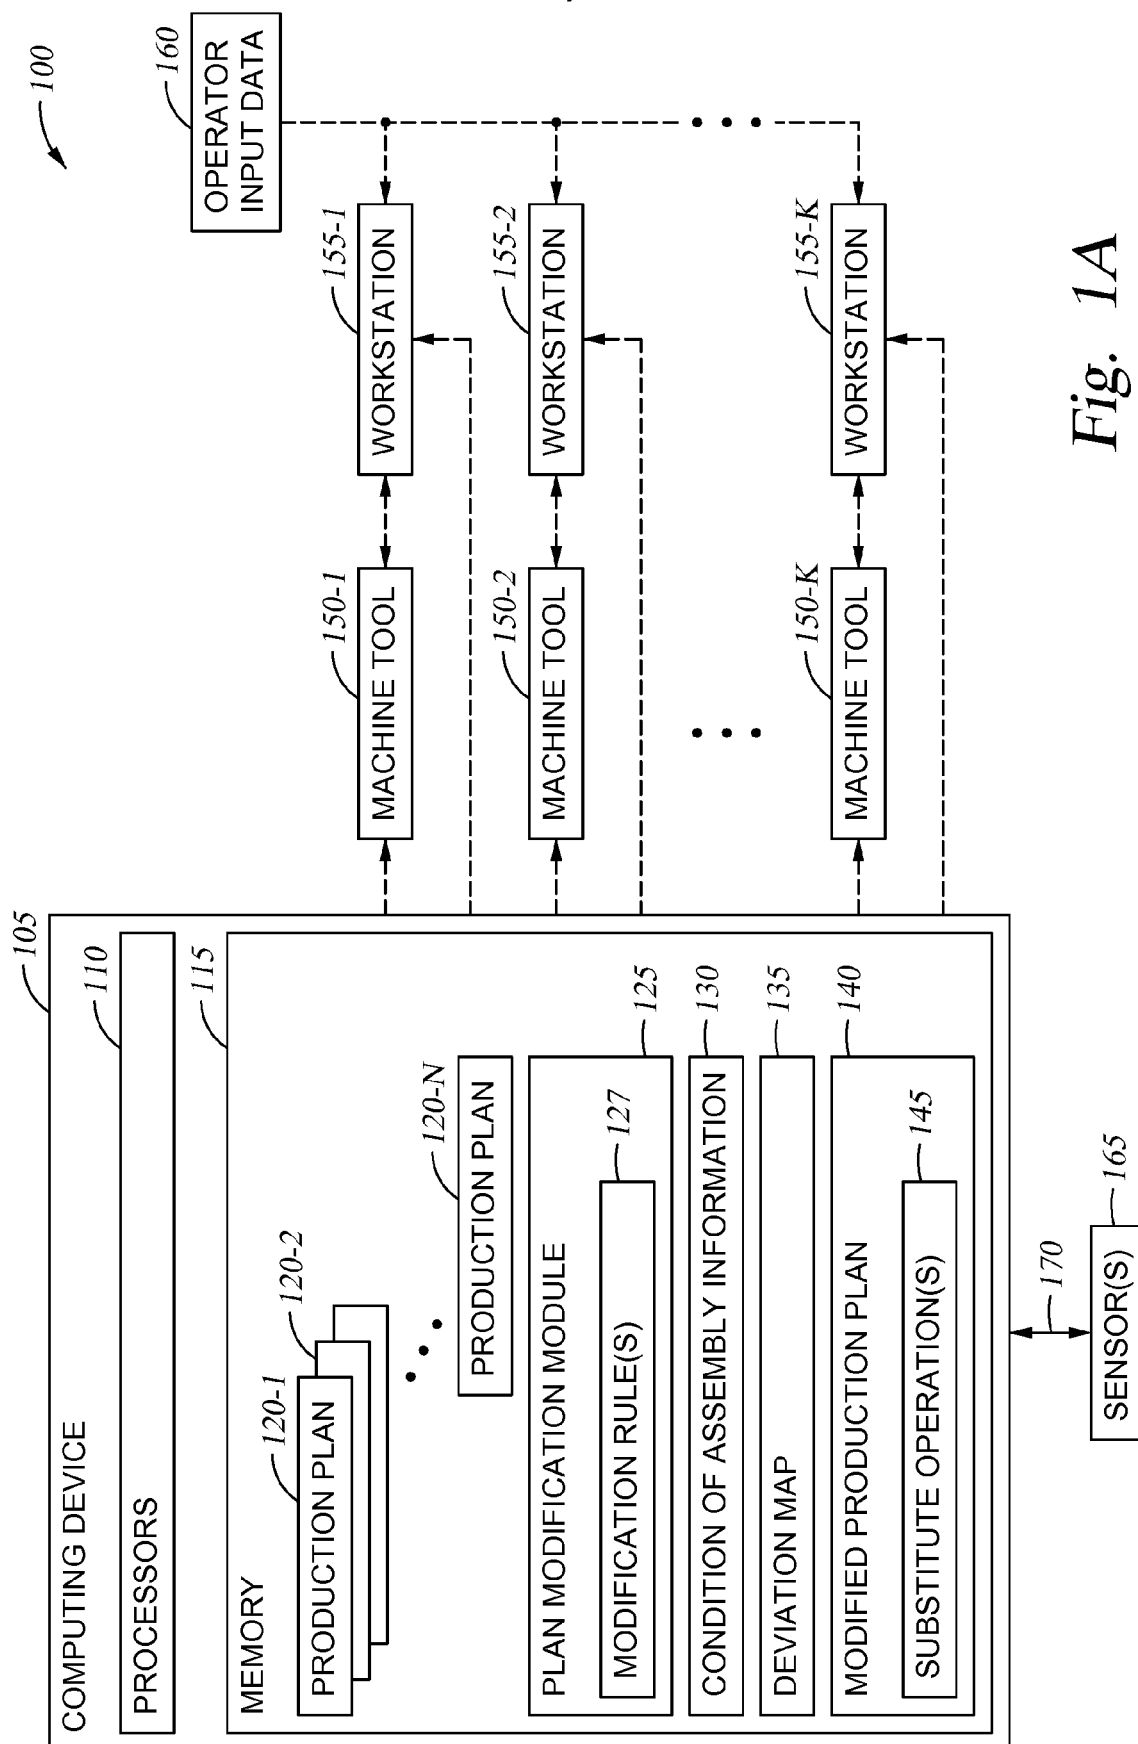 100
COMPUTING DEVICE
105
PROCESSORS
110
MEMORY
115
PRODUCTION PLAN
120-1
120-2
PRODUCTION PLAN
120-N
PLAN MODIFICATION MODULE
125
MODIFICATION RULE(S)
127
CONDITION OF ASSEMBLY INFORMATION
130
DEVIATION MAP
135
MODIFIED PRODUCTION PLAN
140
SUBSTITUTE OPERATION(S)
145
SENSOR(S)
165
170
MACHINE TOOL
150-1
WORKSTATION
155-1
MACHINE TOOL
150-2
WORKSTATION
155-2
MACHINE TOOL
150-K
WORKSTATION
155-K
OPERATOR
INPUT DATA
160
Fig. 1A